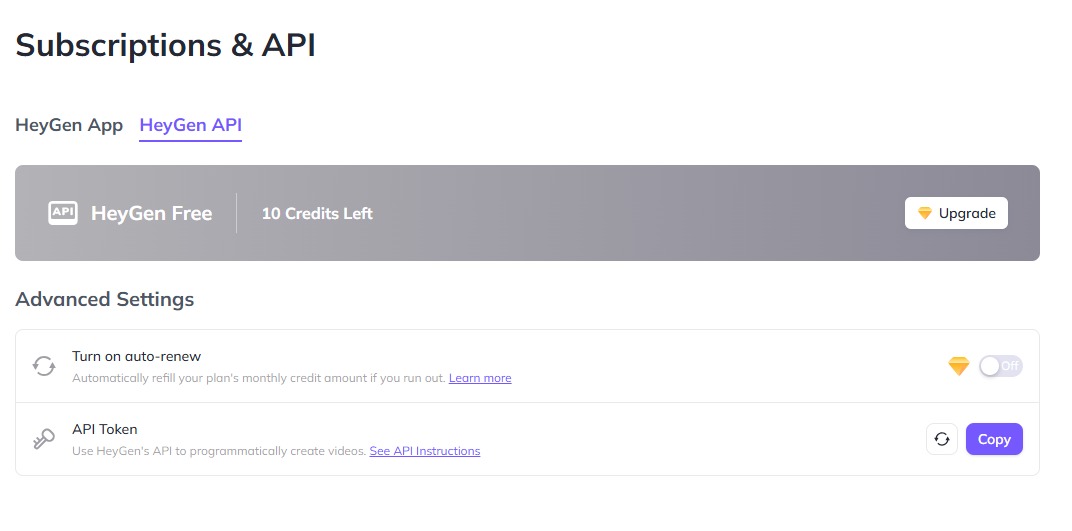 Subscriptions & API
HeyGen App HeyGen API
API HeyGen Free 10 Credits Left Upgrade
Advanced Settings
Turn on auto-renew
Automatically refill your plan's monthly credit amount if you run out. Learn more
Off
API Token
Use HeyGen's API to programmatically create videos. See API Instructions
Copy